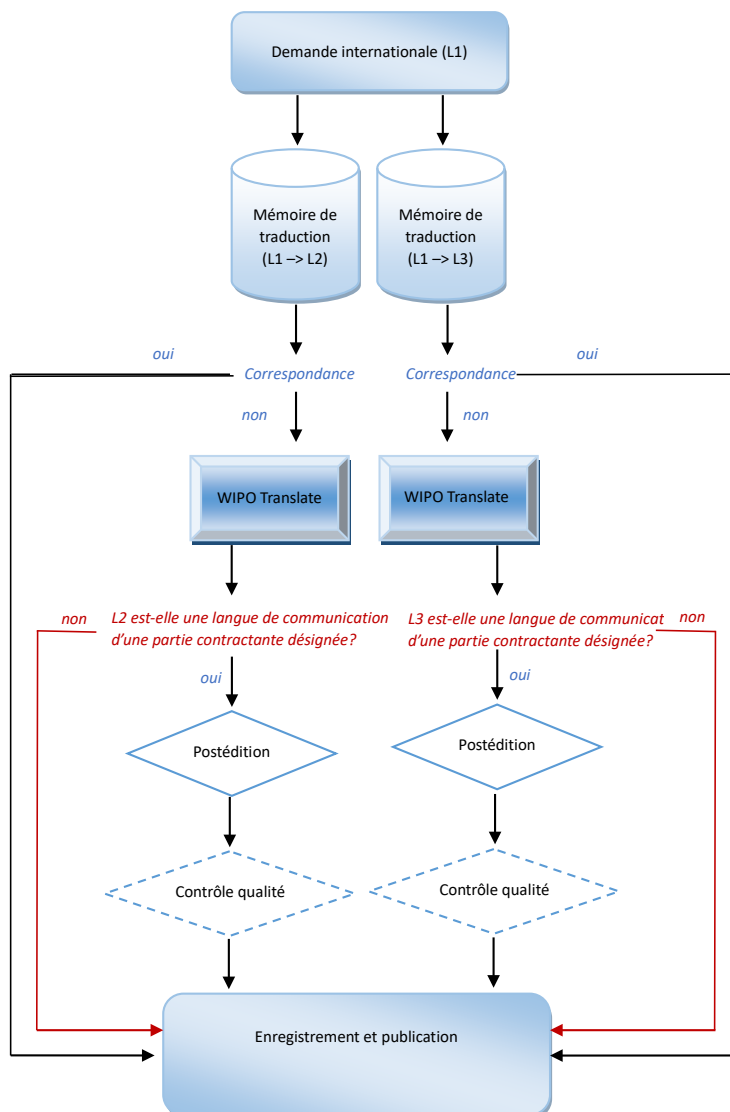 Demande internationale (L1)
Mémoire de
traduction
(L1 –> L2)
Mémoire de
traduction
(L1 –> L3)
oui
Correspondance
Correspondance
oui
non
non
WIPO Translate
WIPO Translate
non
L2 est-elle une langue de communication
d'une partie contractante désignée?
L3 est-elle une langue de communicat
d'une partie contractante désignée?
non
oui
oui
Postédition
Postédition
Contrôle qualité
Contrôle qualité
Enregistrement et publication